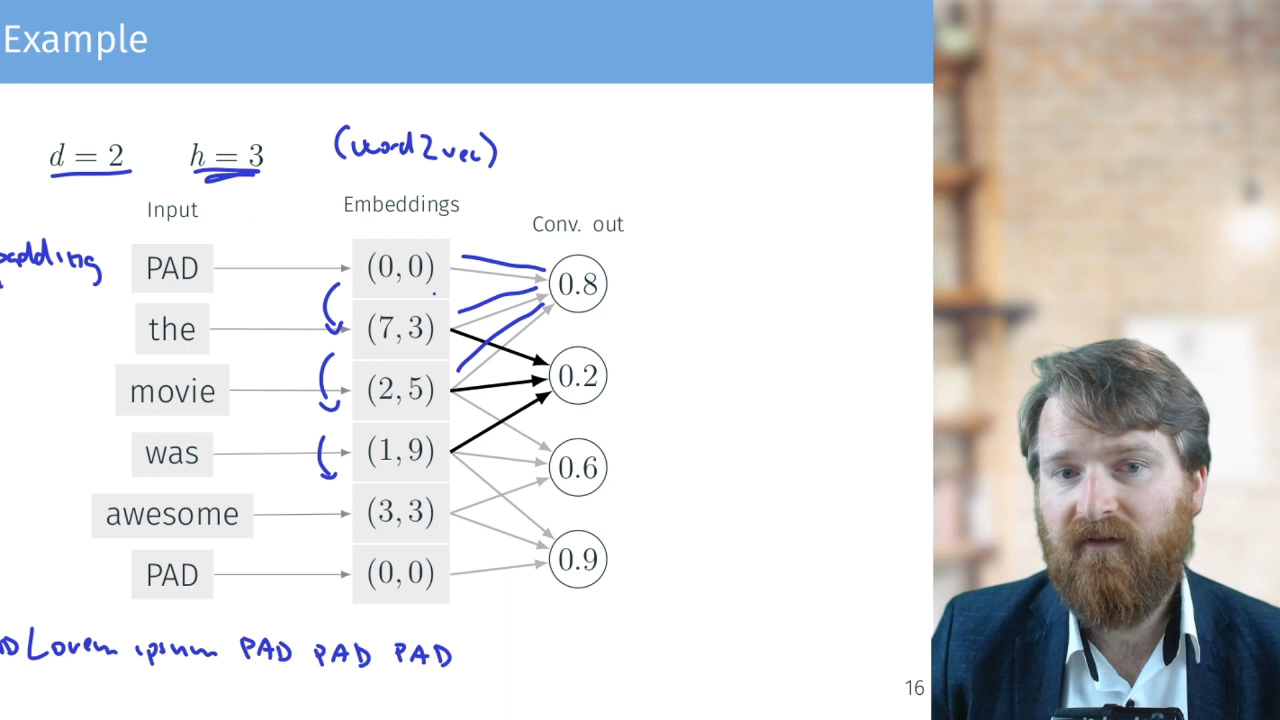 Example
d = 2 h = 3 (word2vec)
Input Embeddings Conv. out
padding PAD (0, 0) 0.8
the (7, 3)
0.2
movie (2, 5)
was (1, 9) 0.6
awesome (3, 3)
0.9
PAD (0, 0)
Lorem ipsum PAD PAD PAD
16